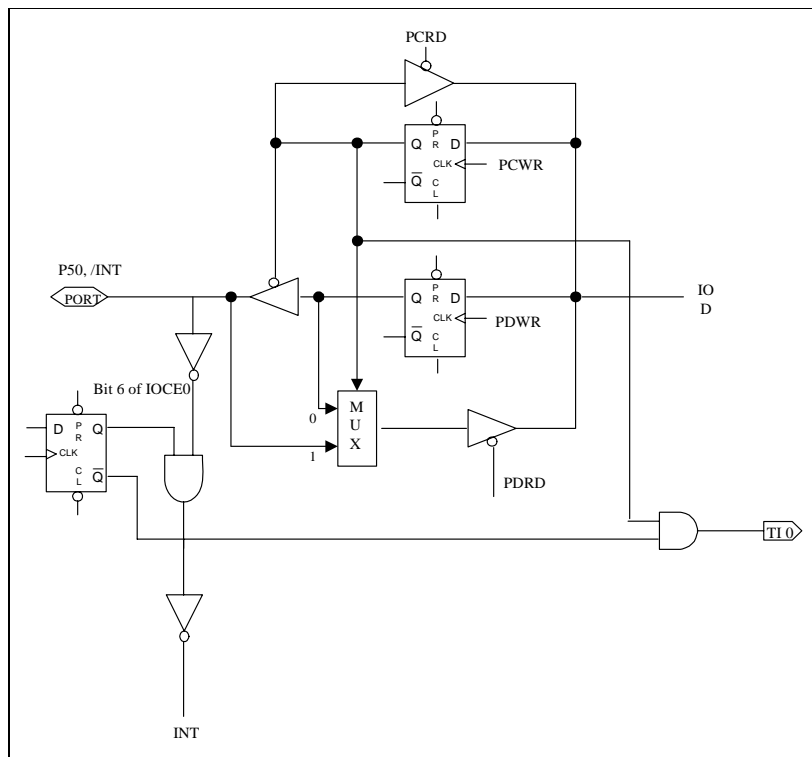 PCRD
P
R
Q
D
CLK
PCWR
Q
C
L
P50, /INT
PORT
P
R
Q
D
CLK
PDWR
Q
C
L
IO
D
Bit 6 of IOCE0
0
1
M
U
X
PDRD
D
P
R
Q
CLK
C
L
Q
TI 0
INT